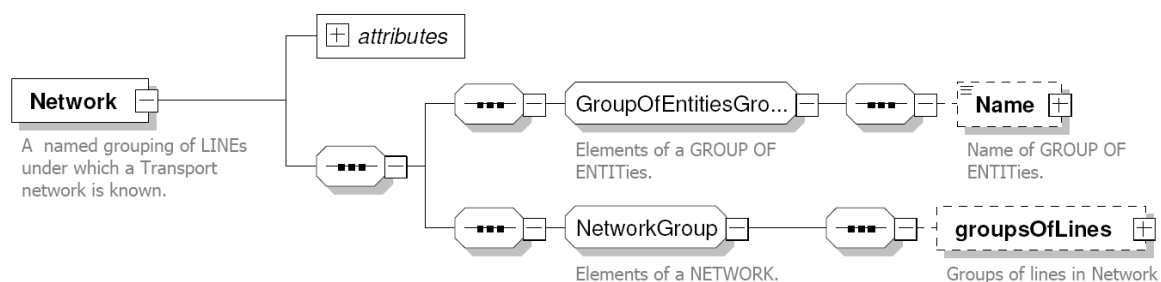 attributes
Network
A named grouping of LINEs
under which a Transport
network is known.
GroupOfEntitiesGro...
Elements of a GROUP OF
ENTITies.
Name
Name of GROUP OF
ENTITies.
NetworkGroup
Elements of a NETWORK.
groupsOfLines
Groups of lines in Network